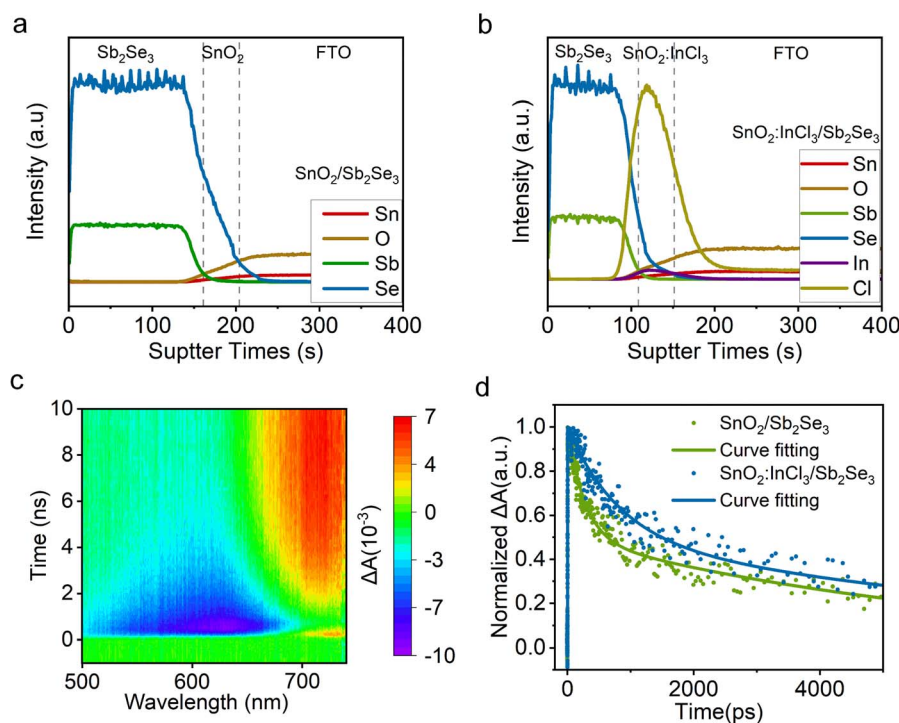 a
Sb₂Se₃ SnO₂ FTO
Intensity (a.u)
SnO₂/Sb₂Se₃
Sn
O
Sb
Se
0 100 200 300 400
Suptter Times (s)
b
Sb₂Se₃ SnO₂:InCl₃ FTO
Intensity (a.u.)
SnO₂:InCl₃/Sb₂Se₃
Sn
O
Sb
Se
In
Cl
0 100 200 300 400
Suptter Times (s)
c
10
8
6
4
2
0
Time (ns)
500 600 700
Wavelength (nm)
7
4
0
-3
-7
-10
ΔA(10⁻³)
d
1.0
0.8
0.6
0.4
0.2
0.0
Normalized ΔA(a.u.)
SnO₂/Sb₂Se₃
Curve fitting
SnO₂:InCl₃/Sb₂Se₃
Curve fitting
0 2000 4000
Time(ps)